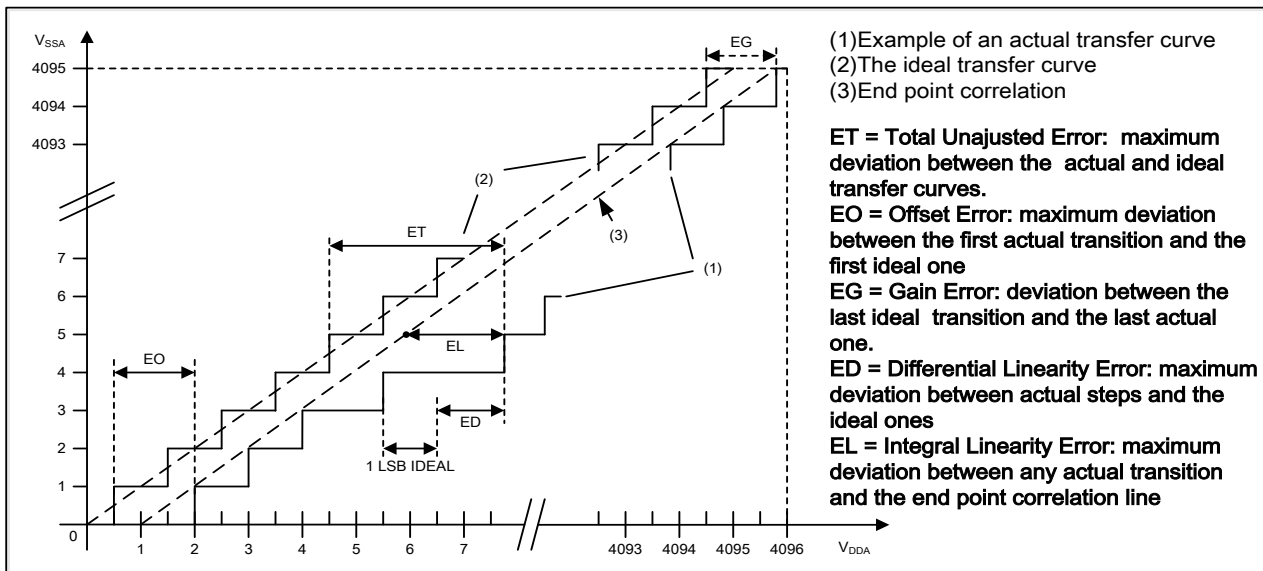 V_SSA
EG
4095
4094
4093
(2)
(3)
ET
7
(1)
6
5
EL
EO
4
3
ED
2
1 LSB IDEAL
1
0
1 2 3 4 5 6 7 4093 4094 4095 4096
V_DDA
(1)Example of an actual transfer curve
(2)The ideal transfer curve
(3)End point correlation
ET = Total Unajusted Error: maximum
deviation between the actual and ideal
transfer curves.
EO = Offset Error: maximum deviation
between the first actual transition and the
first ideal one
EG = Gain Error: deviation between the
last ideal transition and the last actual
one.
ED = Differential Linearity Error: maximum
deviation between actual steps and the
ideal ones
EL = Integral Linearity Error: maximum
deviation between any actual transition
and the end point correlation line